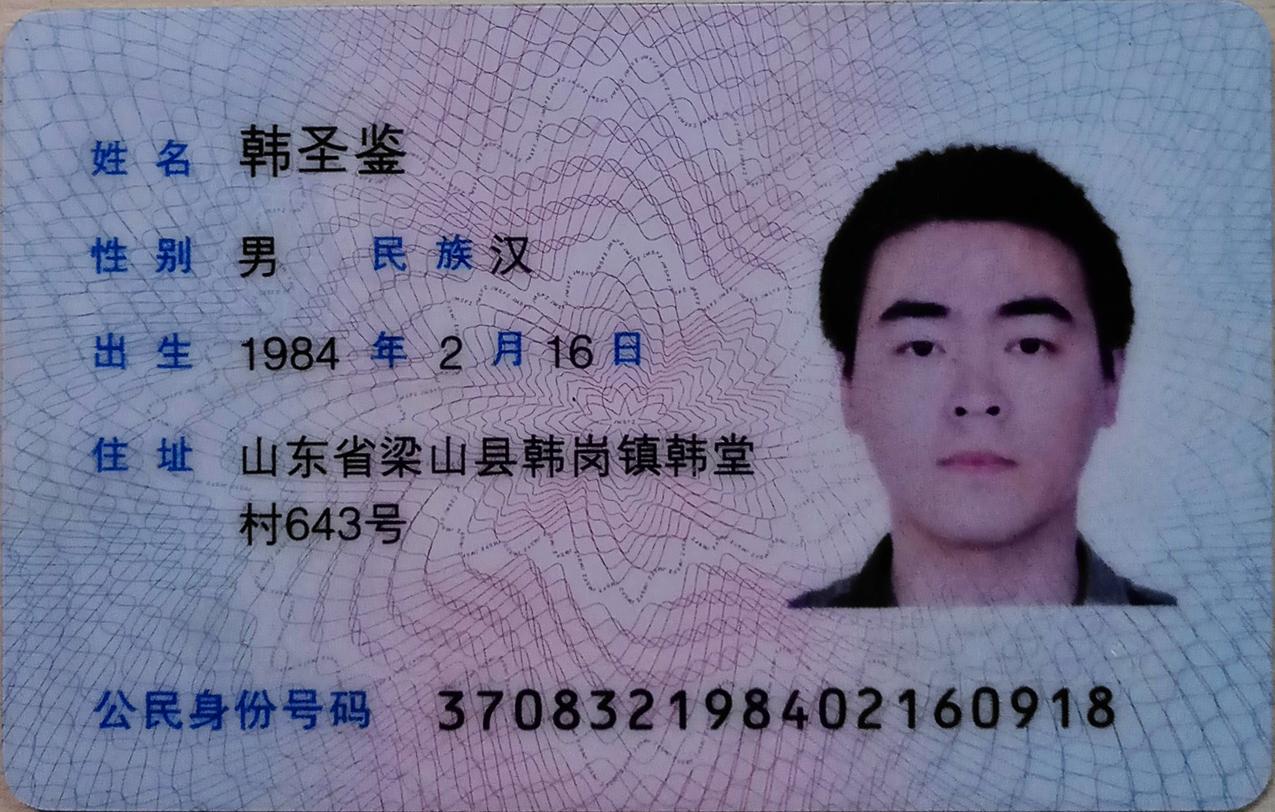 姓名 韩圣鉴
性别 男 民族 汉
出生 1984 年 2 月 16 日
住址 山东省梁山县韩岗镇韩堂
村643号
公民身份号码 370832198402160918